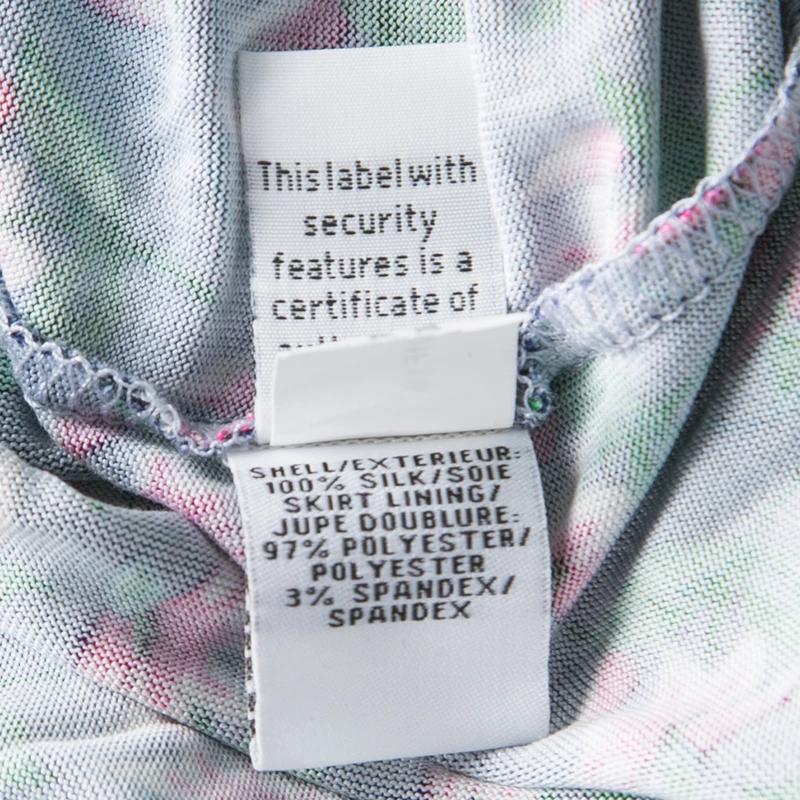 This label with
security
features is a
certificate of
SHELL/EXTERIEUR:
100% SILK/SOIE
SKIRT LINING/
JUPE DOUBLURE:
97% POLYESTER/
POLYESTER
3% SPANDEX/
SPANDEX